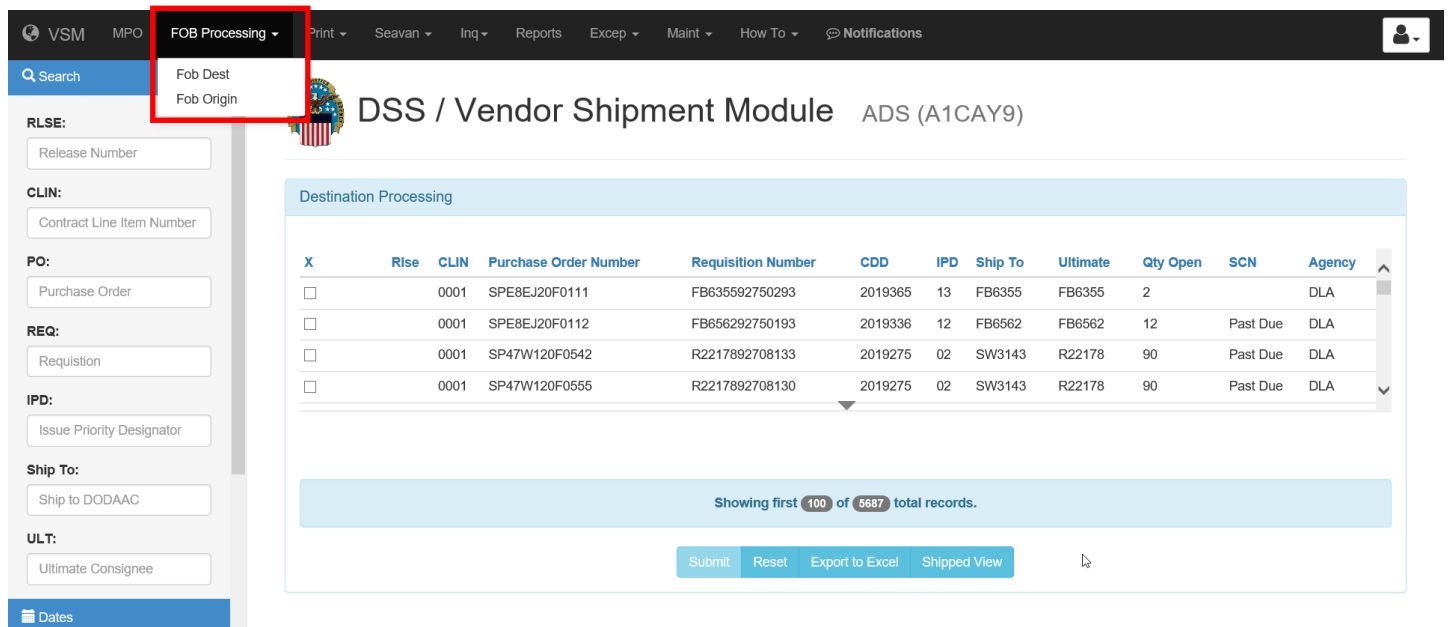 VSM MPO FOB Processing Print Seavan Inq Reports Excep Maint How To Notifications
Fob Dest
Fob Origin
Search
RLSE:
Release Number
CLIN:
Contract Line Item Number
PO:
Purchase Order
REQ:
Requistion
IPD:
Issue Priority Designator
Ship To:
Ship to DODAAC
ULT:
Ultimate Consignee
Dates
DSS / Vendor Shipment Module ADS (A1CAY9)
Destination Processing
X Rlse CLIN Purchase Order Number Requisition Number CDD IPD Ship To Ultimate Qty Open SCN Agency
0001 SPE8EJ20F0111 FB635592750293 2019365 13 FB6355 FB6355 2 DLA
0001 SPE8EJ20F0112 FB656292750193 2019336 12 FB6562 FB6562 12 Past Due DLA
0001 SP47W120F0542 R2217892708133 2019275 02 SW3143 R22178 90 Past Due DLA
0001 SP47W120F0555 R2217892708130 2019275 02 SW3143 R22178 90 Past Due DLA
Showing first 100 of 5687 total records.
Submit Reset Export to Excel Shipped View